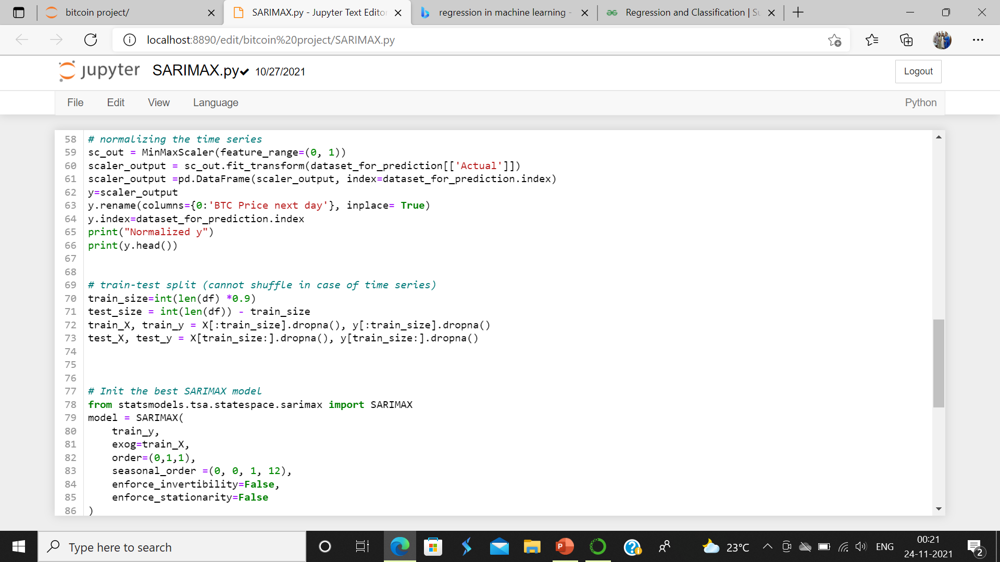 bitcoin project/
SARIMAX.py - Jupyter Text Editor
regression in machine learning -
Regression and Classification | Su
localhost:8890/edit/bitcoin%20project/SARIMAX.py
jupyter SARIMAX.py 10/27/2021
Logout
File Edit View Language Python
58 # normalizing the time series
59 sc_out = MinMaxScaler(feature_range=(0, 1))
60 scaler_output = sc_out.fit_transform(dataset_for_prediction[['Actual']])
61 scaler_output =pd.DataFrame(scaler_output, index=dataset_for_prediction.index)
62 y=scaler_output
63 y.rename(columns={0:'BTC Price next day'}, inplace= True)
64 y.index=dataset_for_prediction.index
65 print("Normalized y")
66 print(y.head())
67
68
69 # train-test split (cannot shuffle in case of time series)
70 train_size=int(len(df) *0.9)
71 test_size = int(len(df)) - train_size
72 train_X, train_y = X[:train_size].dropna(), y[:train_size].dropna()
73 test_X, test_y = X[train_size:].dropna(), y[train_size:].dropna()
74
75
76
77 # Init the best SARIMAX model
78 from statsmodels.tsa.statespace.sarimax import SARIMAX
79 model = SARIMAX(
80     train_y,
81     exog=train_X,
82     order=(0,1,1),
83     seasonal_order =(0, 0, 1, 12),
84     enforce_invertibility=False,
85     enforce_stationarity=False
86 )
Type here to search
23°C
ENG
00:21
24-11-2021
2